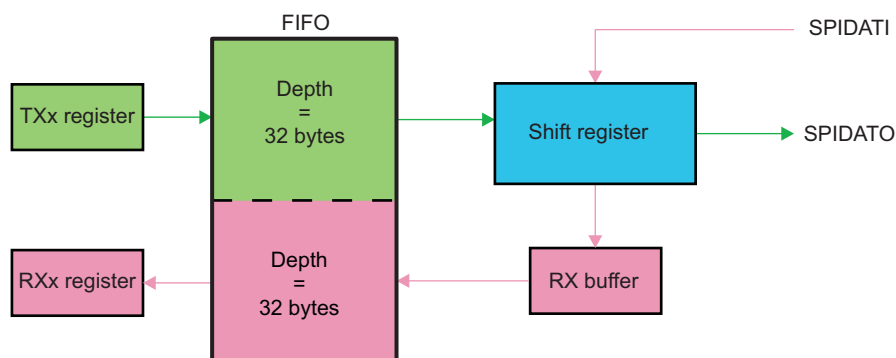 FIFO
SPIDATI
TXx register
Depth
=
32 bytes
Shift register
SPIDATO
RXx register
Depth
=
32 bytes
RX buffer